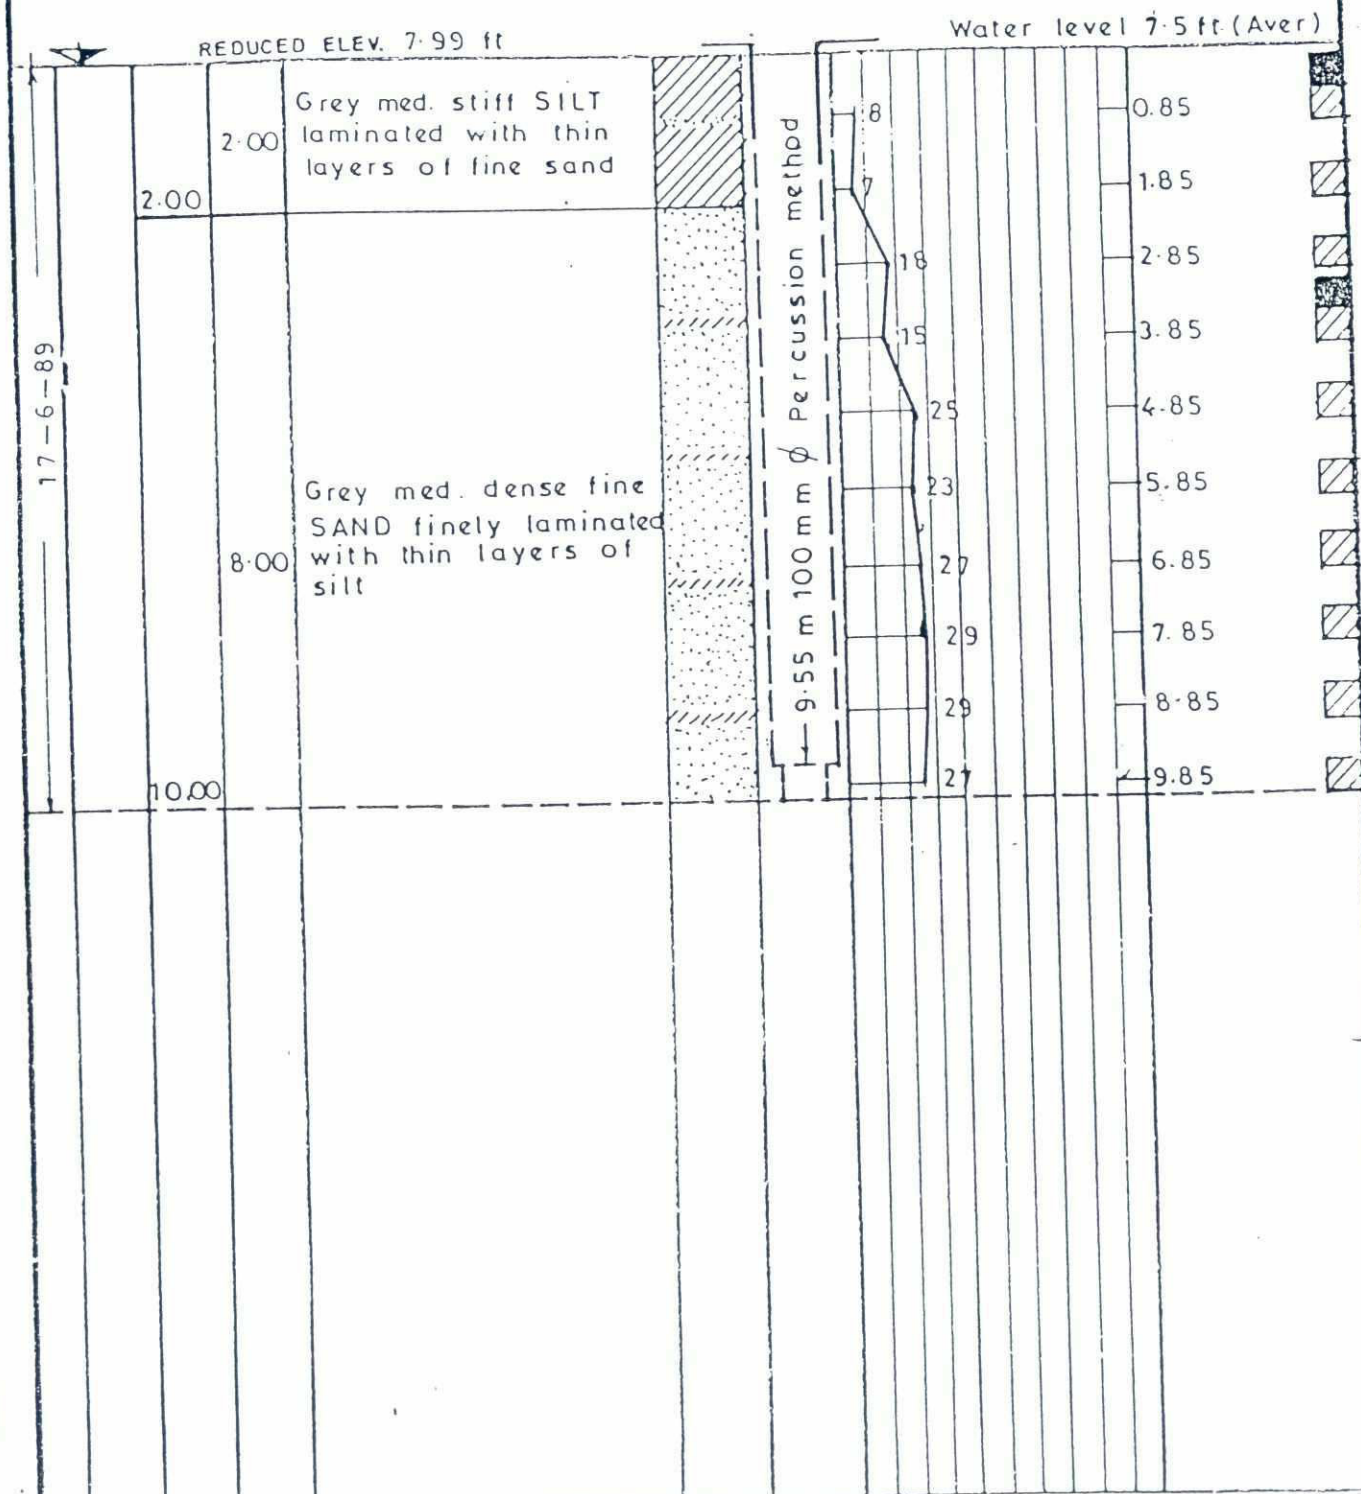 REDUCED ELEV. 7.99 ft
Water level 7.5 ft (Aver)
17-6-89
2.00
10.00
2.00
8.00
Grey med. stiff SILT
laminated with thin
layers of fine sand
Grey med. dense fine
SAND finely laminated
with thin layers of
silt
9.55 m 100 mm ϕ Percussion method
8
7
18
15
25
23
27
29
29
27
0.85
1.85
2.85
3.85
4.85
5.85
6.85
7.85
8.85
9.85